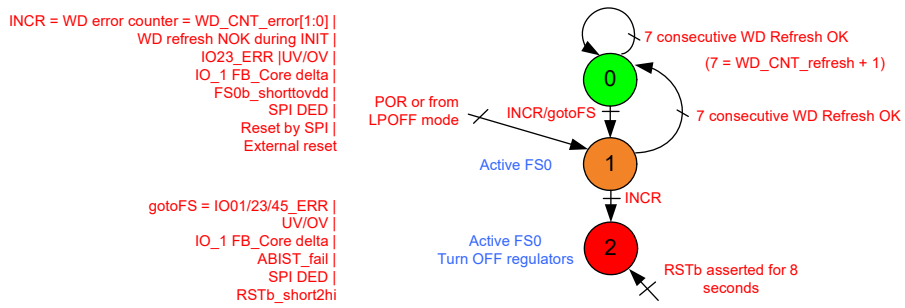 INCR = WD error counter = WD_CNT_error[1:0] |
WD refresh NOK during INIT |
IO23_ERR |UV/OV |
IO_1 FB_Core delta |
FS0b_shorttovdd |
SPI DED |
Reset by SPI |
External reset
7 consecutive WD Refresh OK
(7 = WD_CNT_refresh + 1)
0
POR or from
LPOFF mode
INCR/gotoFS
7 consecutive WD Refresh OK
Active FS0
1
INCR
gotoFS = IO01/23/45_ERR |
UV/OV |
IO_1 FB_Core delta |
ABIST_fail |
SPI DED |
RSTb_short2hi
Active FS0
Turn OFF regulators
2
RSTb asserted for 8
seconds